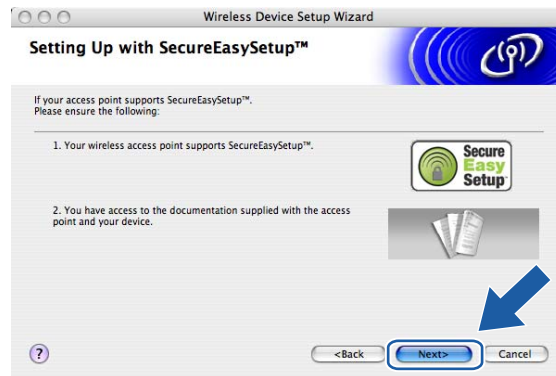 Wireless Device Setup Wizard
Setting Up with SecureEasySetup™
If your access point supports SecureEasySetup™.
Please ensure the following:
1. Your wireless access point supports SecureEasySetup™.
Secure
Easy
Setup
2. You have access to the documentation supplied with the access
point and your device.
?
<Back
Next>
Cancel